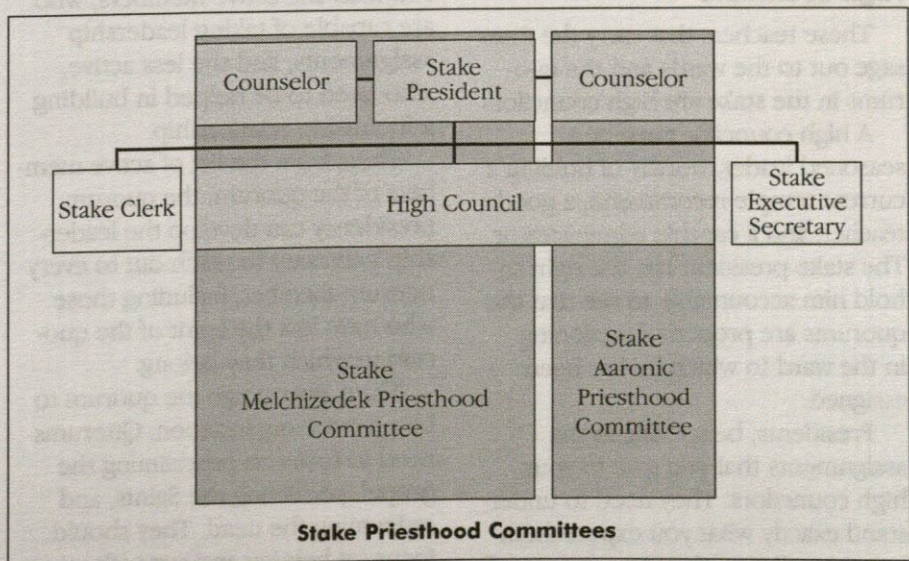 Counselor
Stake
President
Counselor
Stake Clerk
High Council
Stake
Executive
Secretary
Stake
Melchizedek Priesthood
Committee
Stake
Aaronic
Priesthood
Committee
Stake Priesthood Committees